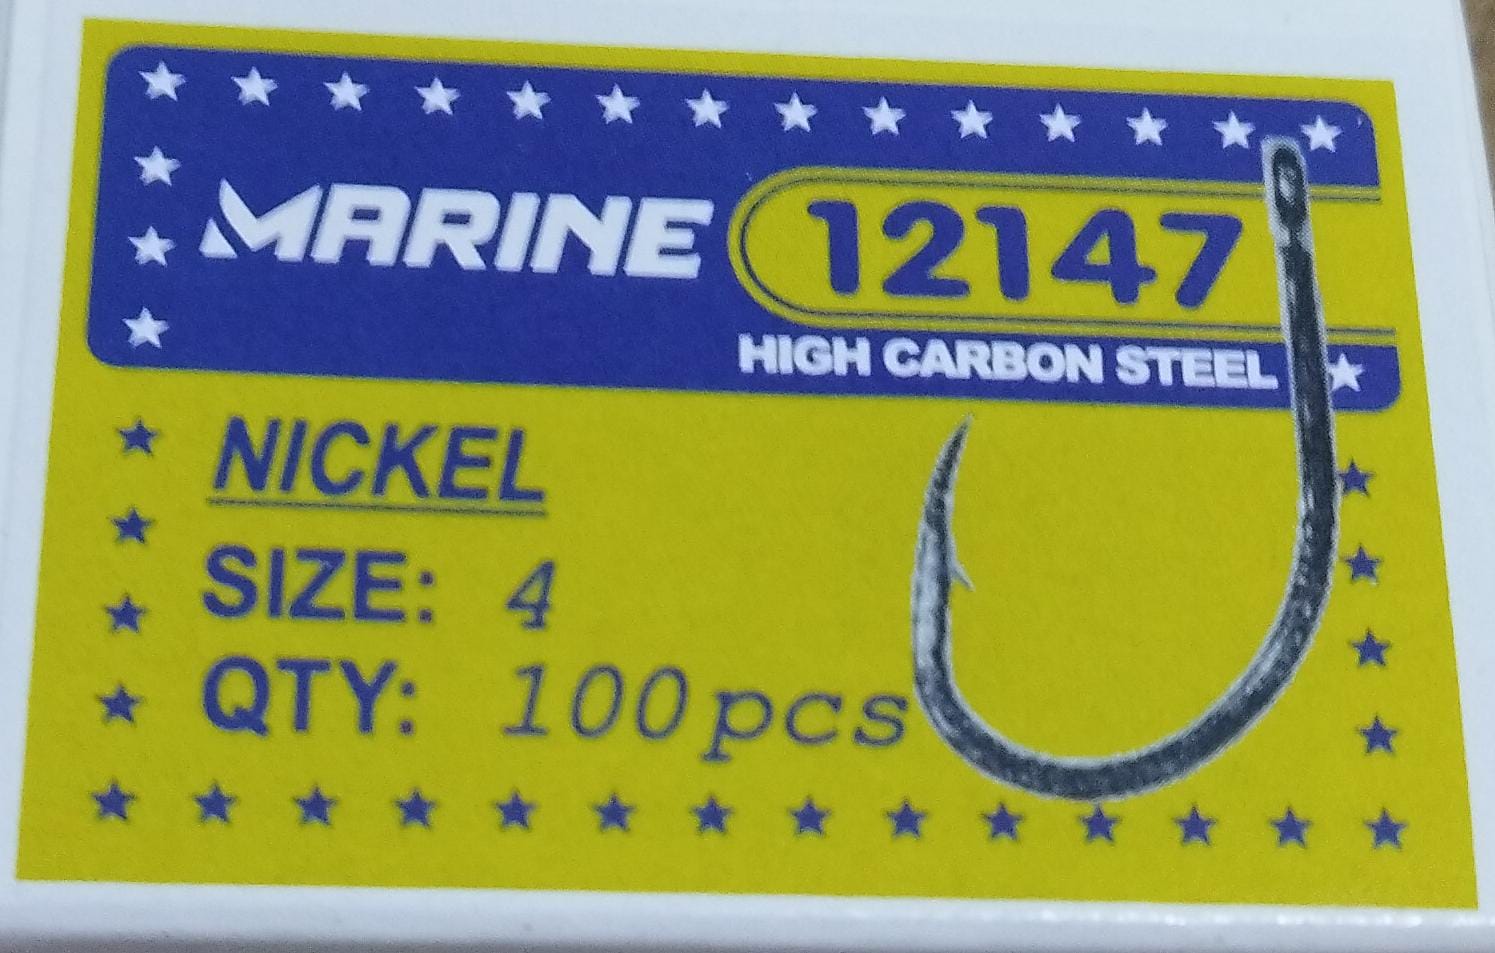 MARINE 12147
HIGH CARBON STEEL
NICKEL
SIZE: 4
QTY: 100pcs